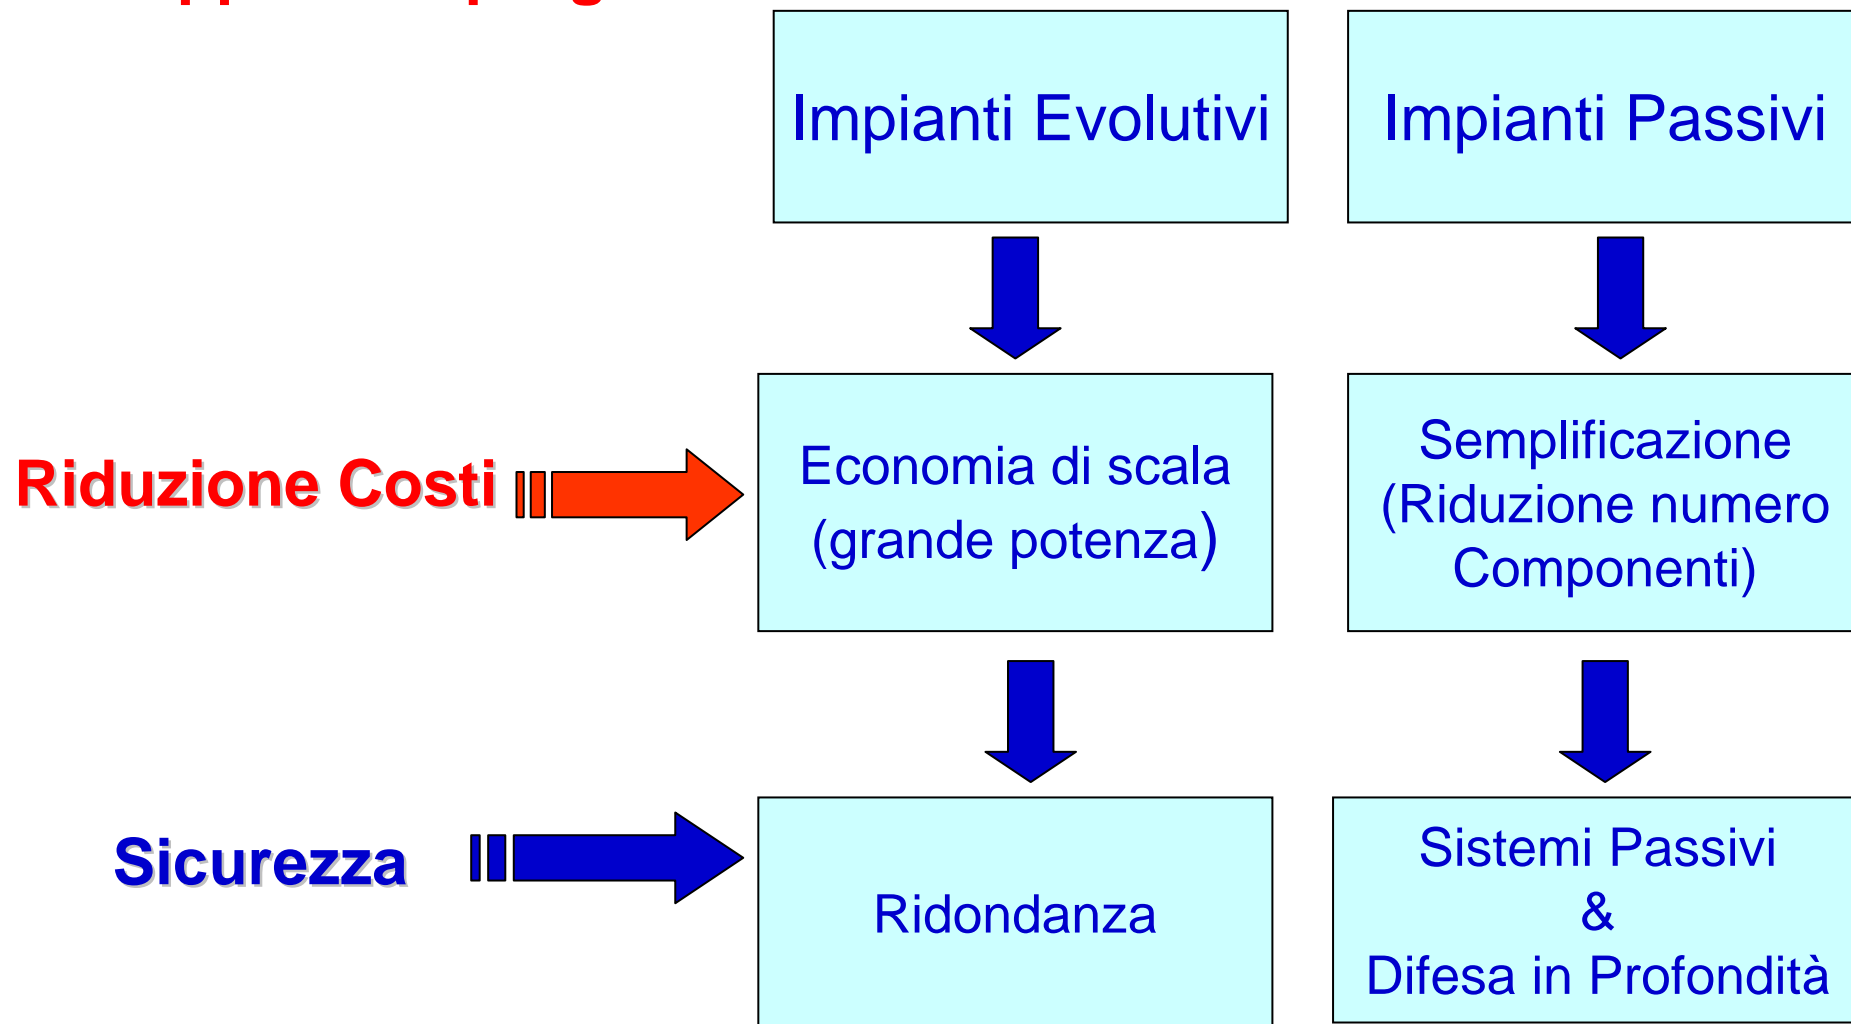 Impianti Evolutivi
Impianti Passivi
Riduzione Costi
Economia di scala
(grande potenza)
Semplificazione
(Riduzione numero
Componenti)
Sicurezza
Ridondanza
Sistemi Passivi
&
Difesa in Profondità